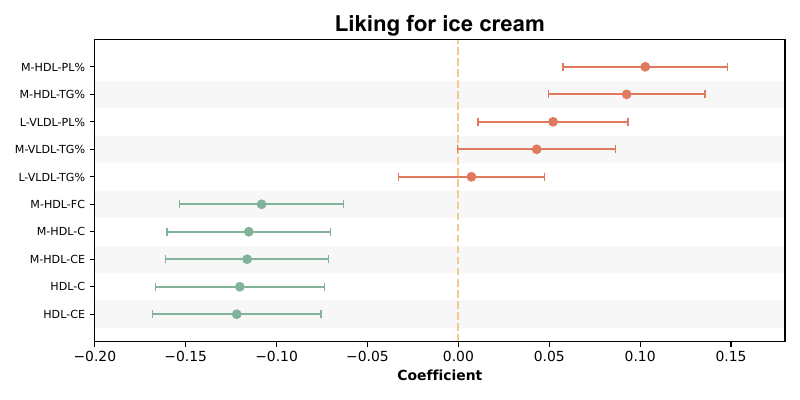 Liking for ice cream
M-HDL-PL%
M-HDL-TG%
L-VLDL-PL%
M-VLDL-TG%
L-VLDL-TG%
M-HDL-FC
M-HDL-C
M-HDL-CE
HDL-C
HDL-CE
−0.20 −0.15 −0.10 −0.05 0.00 0.05 0.10 0.15
Coefficient